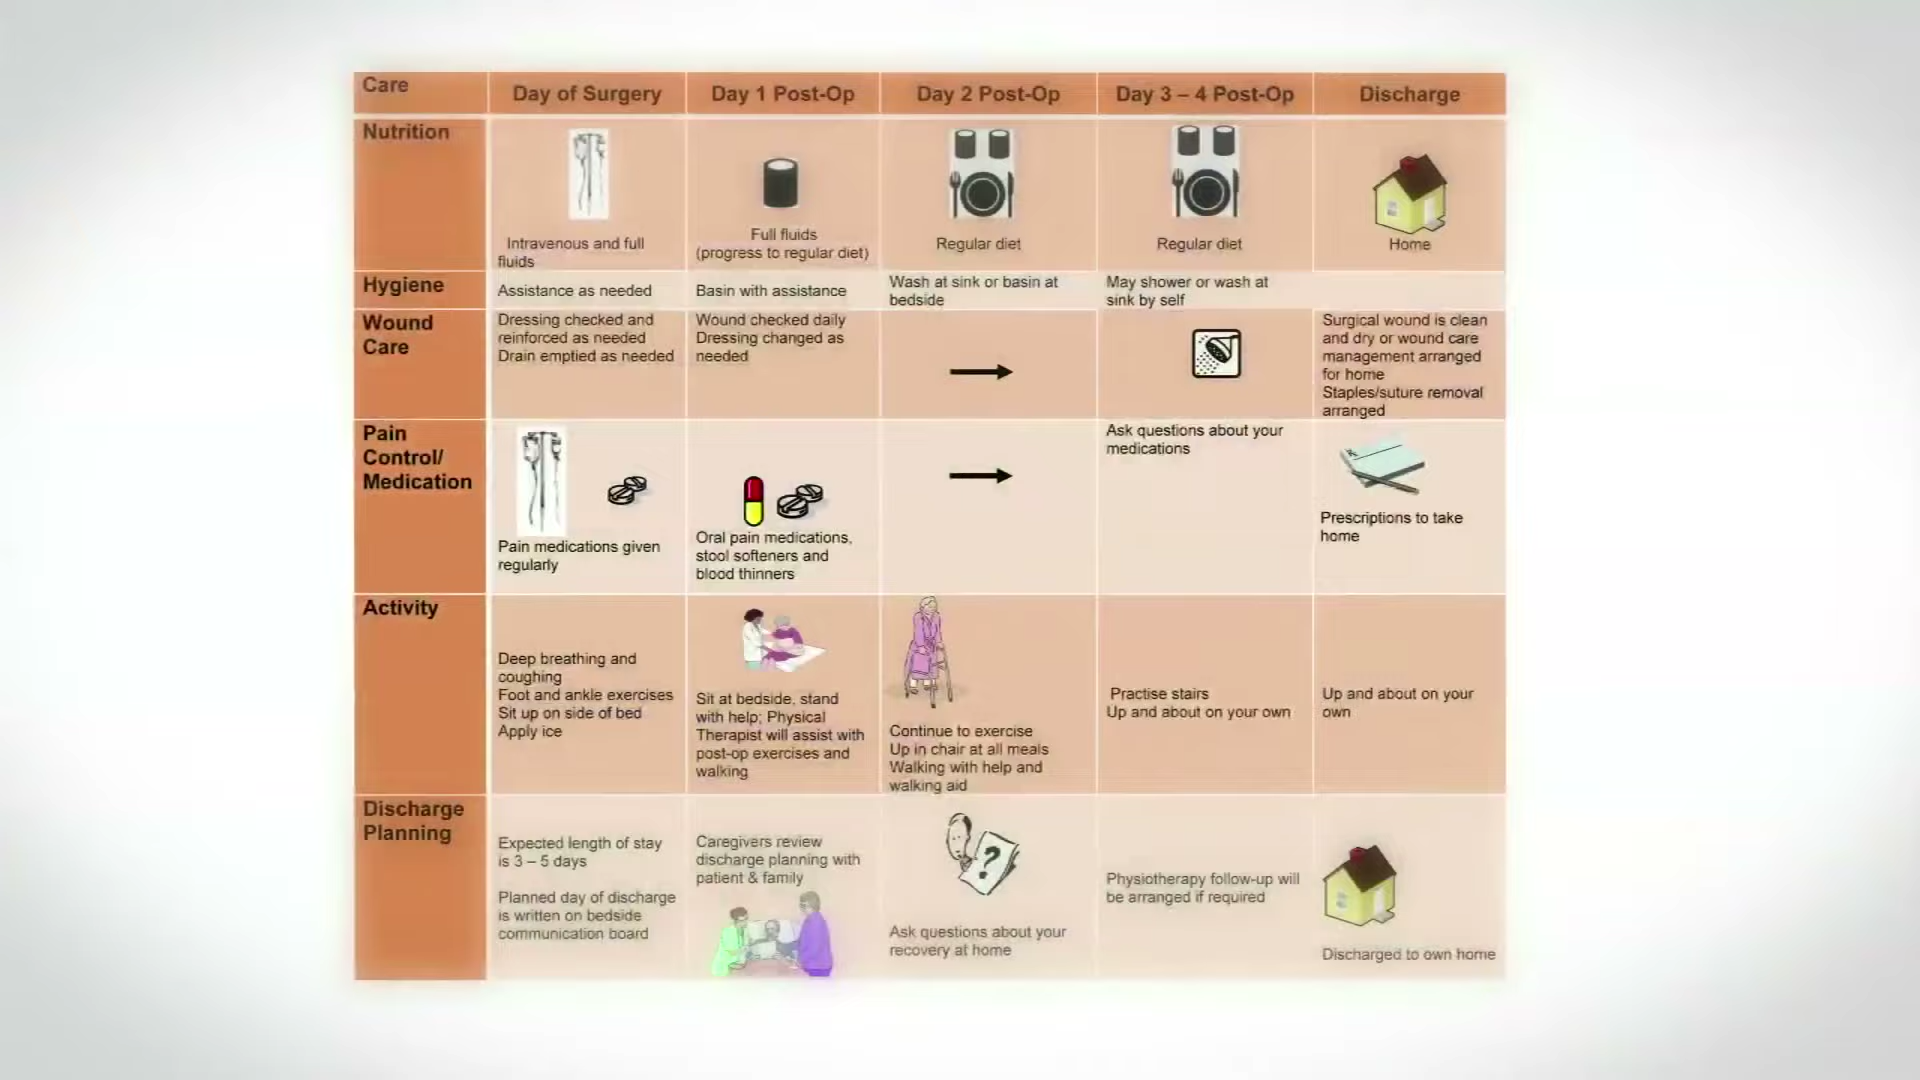 Care
Day of Surgery
Day 1 Post-Op
Day 2 Post-Op
Day 3 – 4 Post-Op
Discharge
Nutrition
Intravenous and full
fluids
Full fluids
(progress to regular diet)
Regular diet
Regular diet
Home
Hygiene
Assistance as needed
Basin with assistance
Wash at sink or basin at
bedside
May shower or wash at
sink by self
Wound
Care
Dressing checked and
reinforced as needed
Drain emptied as needed
Wound checked daily
Dressing changed as
needed
Surgical wound is clean
and dry or wound care
management arranged
for home
Staples/suture removal
arranged
Pain
Control/
Medication
Pain medications given
regularly
Oral pain medications,
stool softeners and
blood thinners
Ask questions about your
medications
Prescriptions to take
home
Activity
Deep breathing and
coughing
Foot and ankle exercises
Sit up on side of bed
Apply ice
Sit at bedside, stand
with help; Physical
Therapist will assist with
post-op exercises and
walking
Continue to exercise
Up in chair at all meals
Walking with help and
walking aid
Practise stairs
Up and about on your own
Up and about on your
own
Discharge
Planning
Expected length of stay
is 3 – 5 days
Planned day of discharge
is written on bedside
communication board
Caregivers review
discharge planning with
patient & family
?
Ask questions about your
recovery at home
Physiotherapy follow-up will
be arranged if required
Discharged to own home